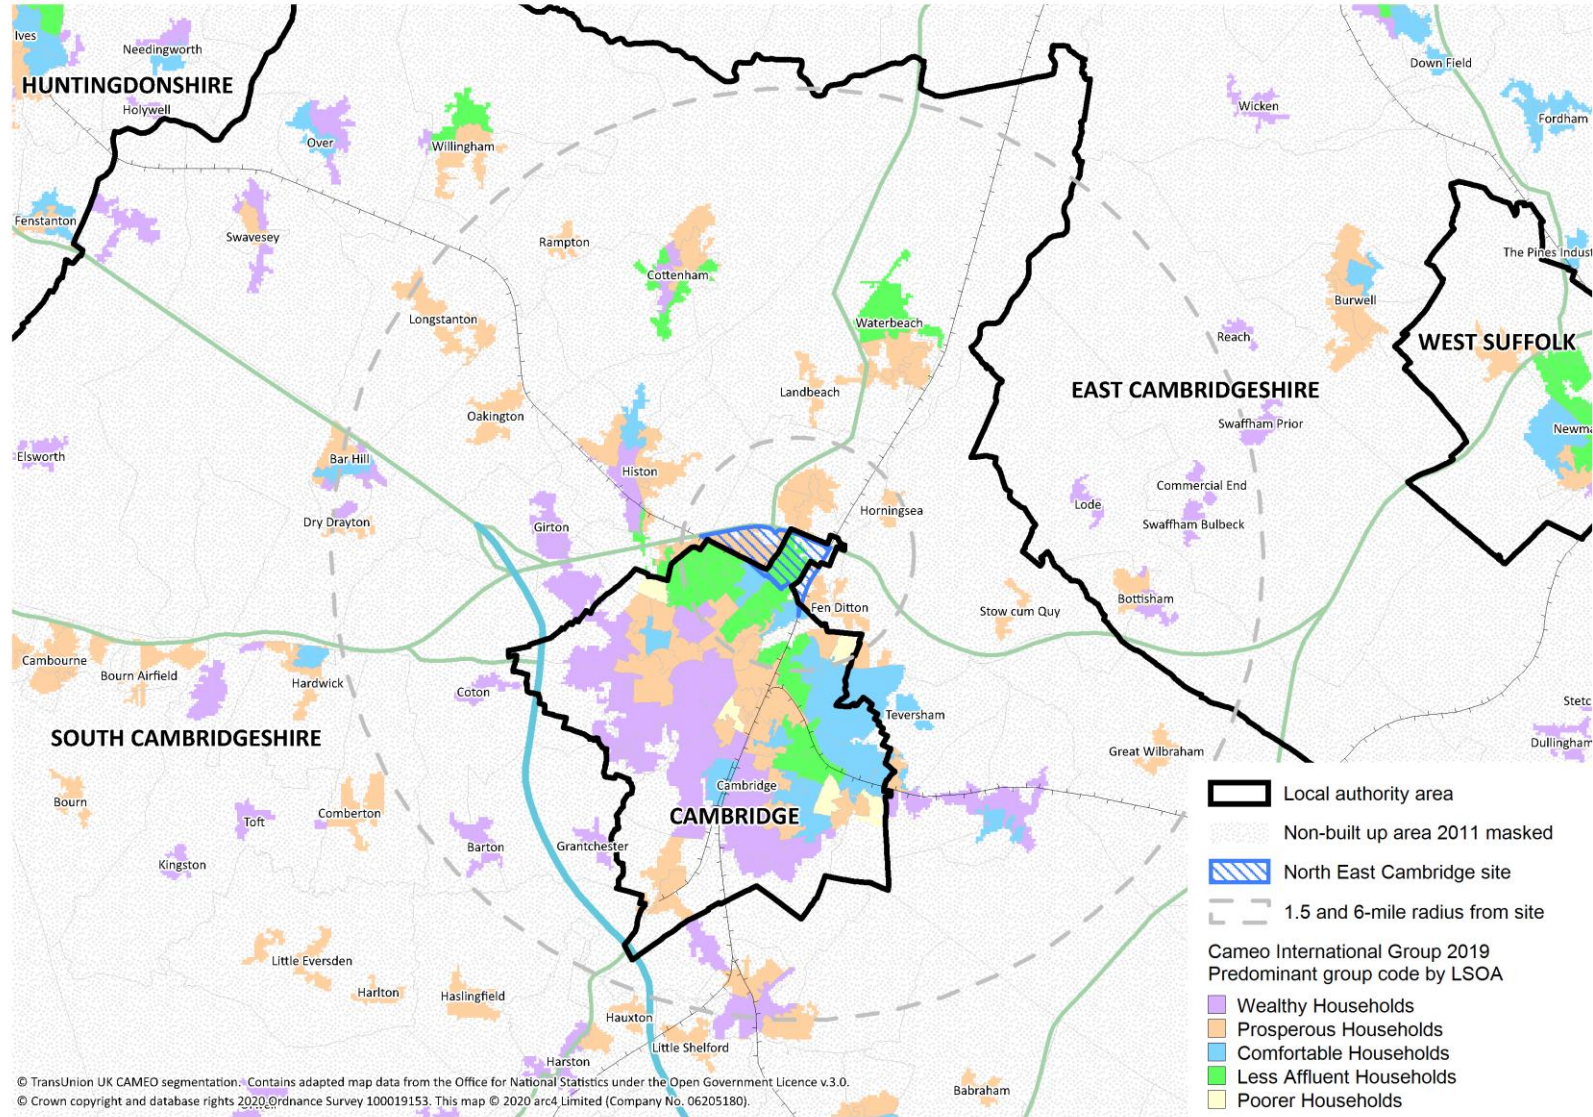 Ives
Needingworth
Down Field
HUNTINGDONSHIRE
Holywell
Wicken
Fordham
Over
Willingham
Fenstanton
Swavesey
Rampton
The Pines Indust
Cottenham
Burwell
Longstanton
Waterbeach
Reach
WEST SUFFOLK
Landbeach
EAST CAMBRIDGESHIRE
Oakington
Swaffham Prior
Elsworth
Bar Hill
Histon
Newma
Commercial End
Lode
Horningsea
Dry Drayton
Girton
Swaffham Bulbeck
Fen Ditton
Stow cum Quy
Bottisham
Cambourne
Bourn Airfield
Hardwick
Coton
Teversham
Stetc
SOUTH CAMBRIDGESHIRE
Great Wilbraham
Dullingham
Bourn
Toft
Comberton
Cambridge
CAMBRIDGE
Kingston
Barton
Grantchester
Little Eversden
Harlton
Haslingfield
Hauxton
Little Shelford
Harston
Babraham
Local authority area
Non-built up area 2011 masked
North East Cambridge site
1.5 and 6-mile radius from site
Cameo International Group 2019
Predominant group code by LSOA
Wealthy Households
Prosperous Households
Comfortable Households
Less Affluent Households
Poorer Households
© TransUnion UK CAMEO segmentation. Contains adapted map data from the Office for National Statistics under the Open Government Licence v.3.0.
© Crown copyright and database rights 2020 Ordnance Survey 100019153. This map © 2020 arc4 Limited (Company No. 06205180).